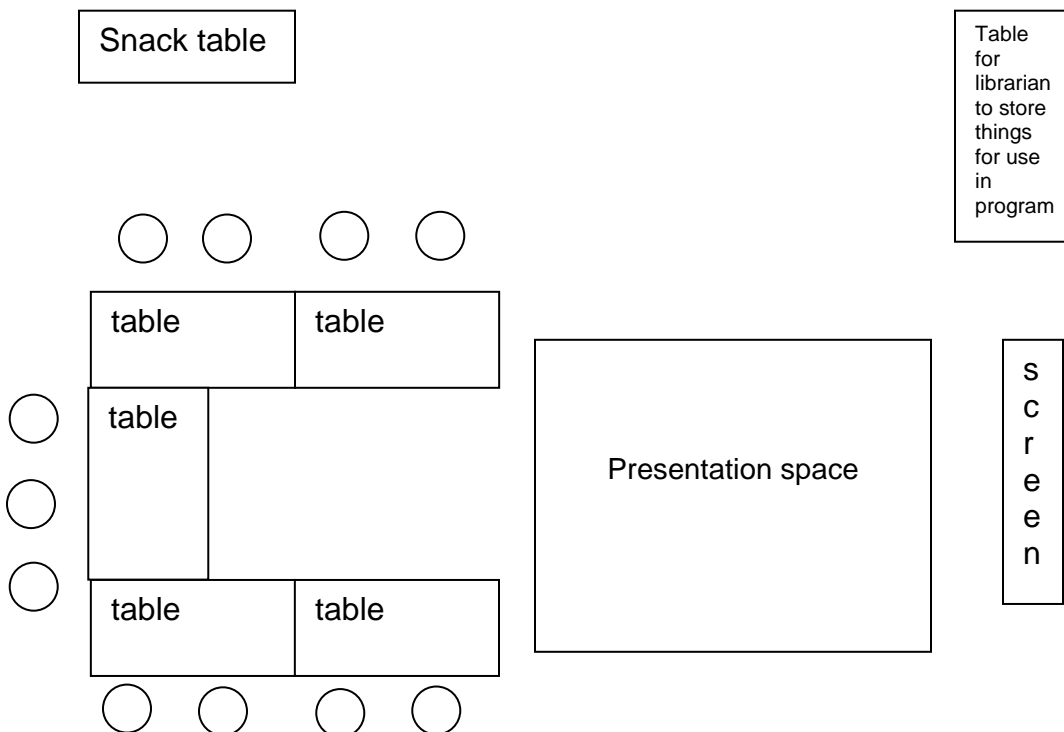 Snack table
Table
for
librarian
to store
things
for use
in
program
table
table
table
Presentation space
s
c
r
e
e
n
table
table